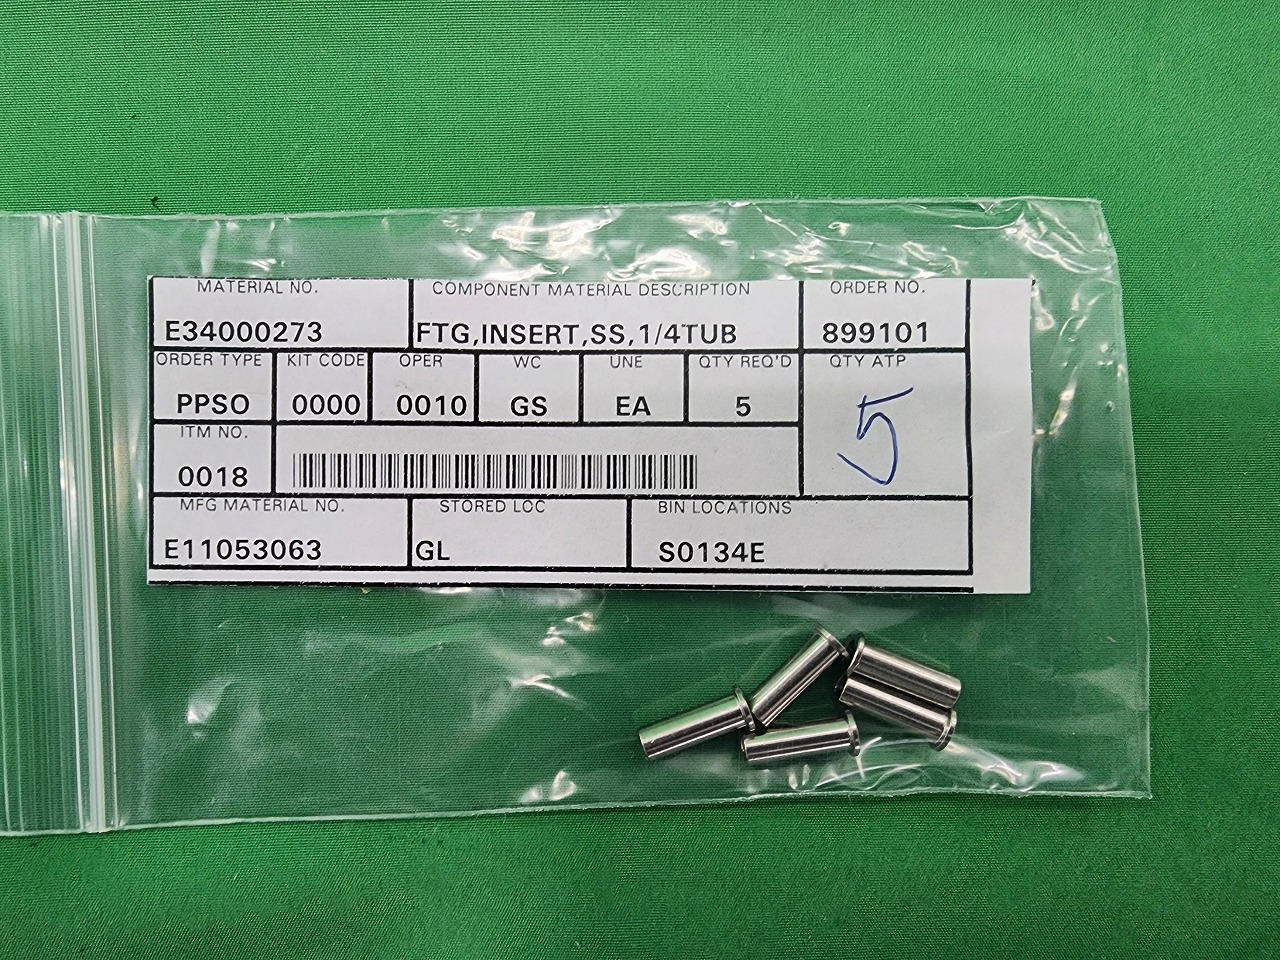 MATERIAL NO. COMPONENT MATERIAL DESCRIPTION ORDER NO.
E34000273 FTG,INSERT,SS,1/4TUB 899101
ORDER TYPE KIT CODE OPER WC UNE QTY REQ'D QTY ATP
PPSO 0000 0010 GS EA 5 5
ITM NO.
0018
MFG MATERIAL NO. STORED LOC BIN LOCATIONS
E11053063 GL S0134E